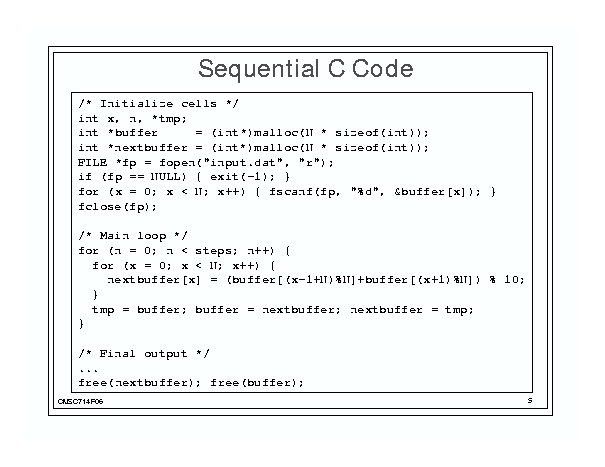 Sequential C Code
/* Initialize cells */
int x, n, *tmp;
int *buffer     = (int*)malloc(N * sizeof(int));
int *nextbuffer = (int*)malloc(N * sizeof(int));
FILE *fp = fopen("input.dat", "r");
if (fp == NULL) { exit(-1); }
for (x = 0; x < N; x++) { fscanf(fp, "%d", &buffer[x]); }
fclose(fp);
/* Main loop */
for (n = 0; n < steps; n++) {
  for (x = 0; x < N; x++) {
    nextbuffer[x] = (buffer[(x-1+N)%N]+buffer[(x+1)%N]) % 10;
  }
  tmp = buffer; buffer = nextbuffer; nextbuffer = tmp;
}
/* Final output */
...
free(nextbuffer); free(buffer);
CMSC714F06